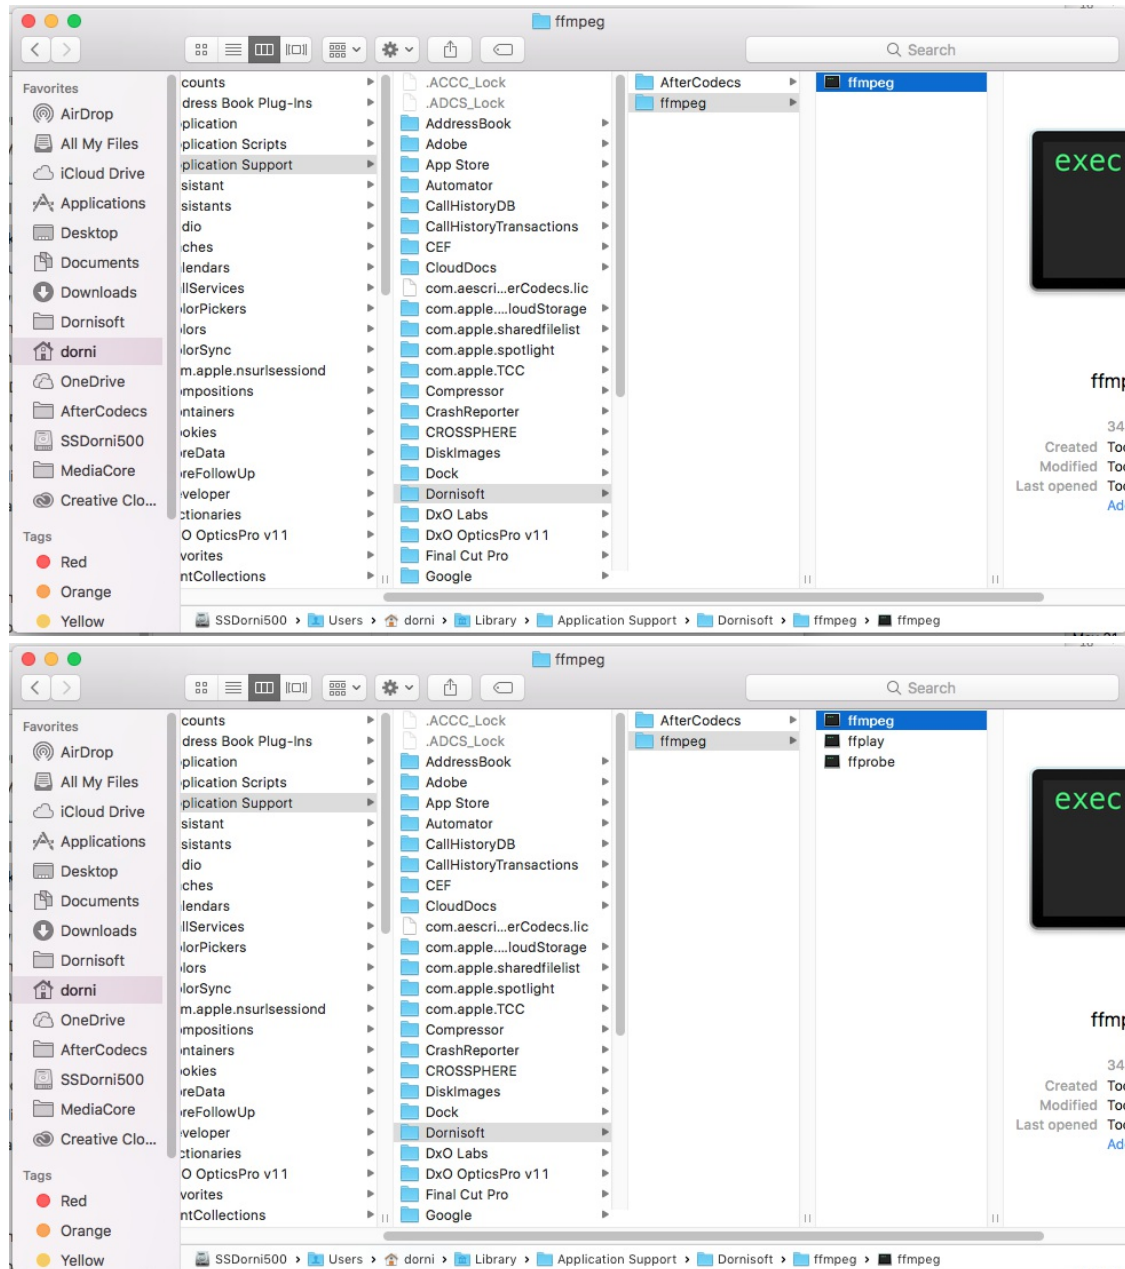 ffmpeg
Search
Favorites
AirDrop
All My Files
iCloud Drive
Applications
Desktop
Documents
Downloads
Dornisoft
dorni
OneDrive
AfterCodecs
SSDorni500
MediaCore
Creative Clo...
Tags
Red
Orange
Yellow
counts
dress Book Plug-Ins
plication
plication Scripts
plication Support
sistant
sistants
dio
ches
lendars
llServices
lorPickers
lors
lorSync
m.apple.nsurlsessiond
mpositions
ntainers
okies
reData
reFollowUp
veloper
ctionaries
O OpticsPro v11
vorites
ntCollections
.ACCC_Lock
.ADCS_Lock
AddressBook
Adobe
App Store
Automator
CallHistoryDB
CallHistoryTransactions
CEF
CloudDocs
com.aescri...erCodecs.lic
com.apple....loudStorage
com.apple.sharedfilelist
com.apple.spotlight
com.apple.TCC
Compressor
CrashReporter
CROSSPHERE
DiskImages
Dock
Dornisoft
DxO Labs
DxO OpticsPro v11
Final Cut Pro
Google
AfterCodecs
ffmpeg
ffmpeg
exec
ffmp
34
Created Too
Modified Too
Last opened Too
Ad
SSDorni500 › Users › dorni › Library › Application Support › Dornisoft › ffmpeg › ffmpeg
ffmpeg
Search
Favorites
AirDrop
All My Files
iCloud Drive
Applications
Desktop
Documents
Downloads
Dornisoft
dorni
OneDrive
AfterCodecs
SSDorni500
MediaCore
Creative Clo...
Tags
Red
Orange
Yellow
counts
dress Book Plug-Ins
plication
plication Scripts
plication Support
sistant
sistants
dio
ches
lendars
llServices
lorPickers
lors
lorSync
m.apple.nsurlsessiond
mpositions
ntainers
okies
reData
reFollowUp
veloper
ctionaries
O OpticsPro v11
vorites
ntCollections
.ACCC_Lock
.ADCS_Lock
AddressBook
Adobe
App Store
Automator
CallHistoryDB
CallHistoryTransactions
CEF
CloudDocs
com.aescri...erCodecs.lic
com.apple....loudStorage
com.apple.sharedfilelist
com.apple.spotlight
com.apple.TCC
Compressor
CrashReporter
CROSSPHERE
DiskImages
Dock
Dornisoft
DxO Labs
DxO OpticsPro v11
Final Cut Pro
Google
AfterCodecs
ffmpeg
ffmpeg
ffplay
ffprobe
exec
ffmp
34
Created Too
Modified Too
Last opened Too
Ad
SSDorni500 › Users › dorni › Library › Application Support › Dornisoft › ffmpeg › ffmpeg